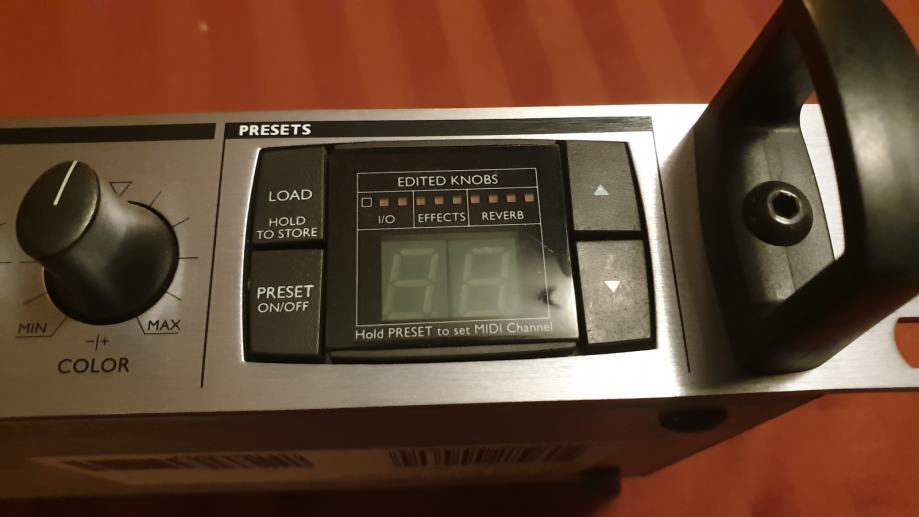 PRESETS
LOAD
HOLD
TO STORE
PRESET
ON/OFF
EDITED KNOBS
I/O EFFECTS REVERB
Hold PRESET to set MIDI Channel
MIN
MAX
-/+
COLOR